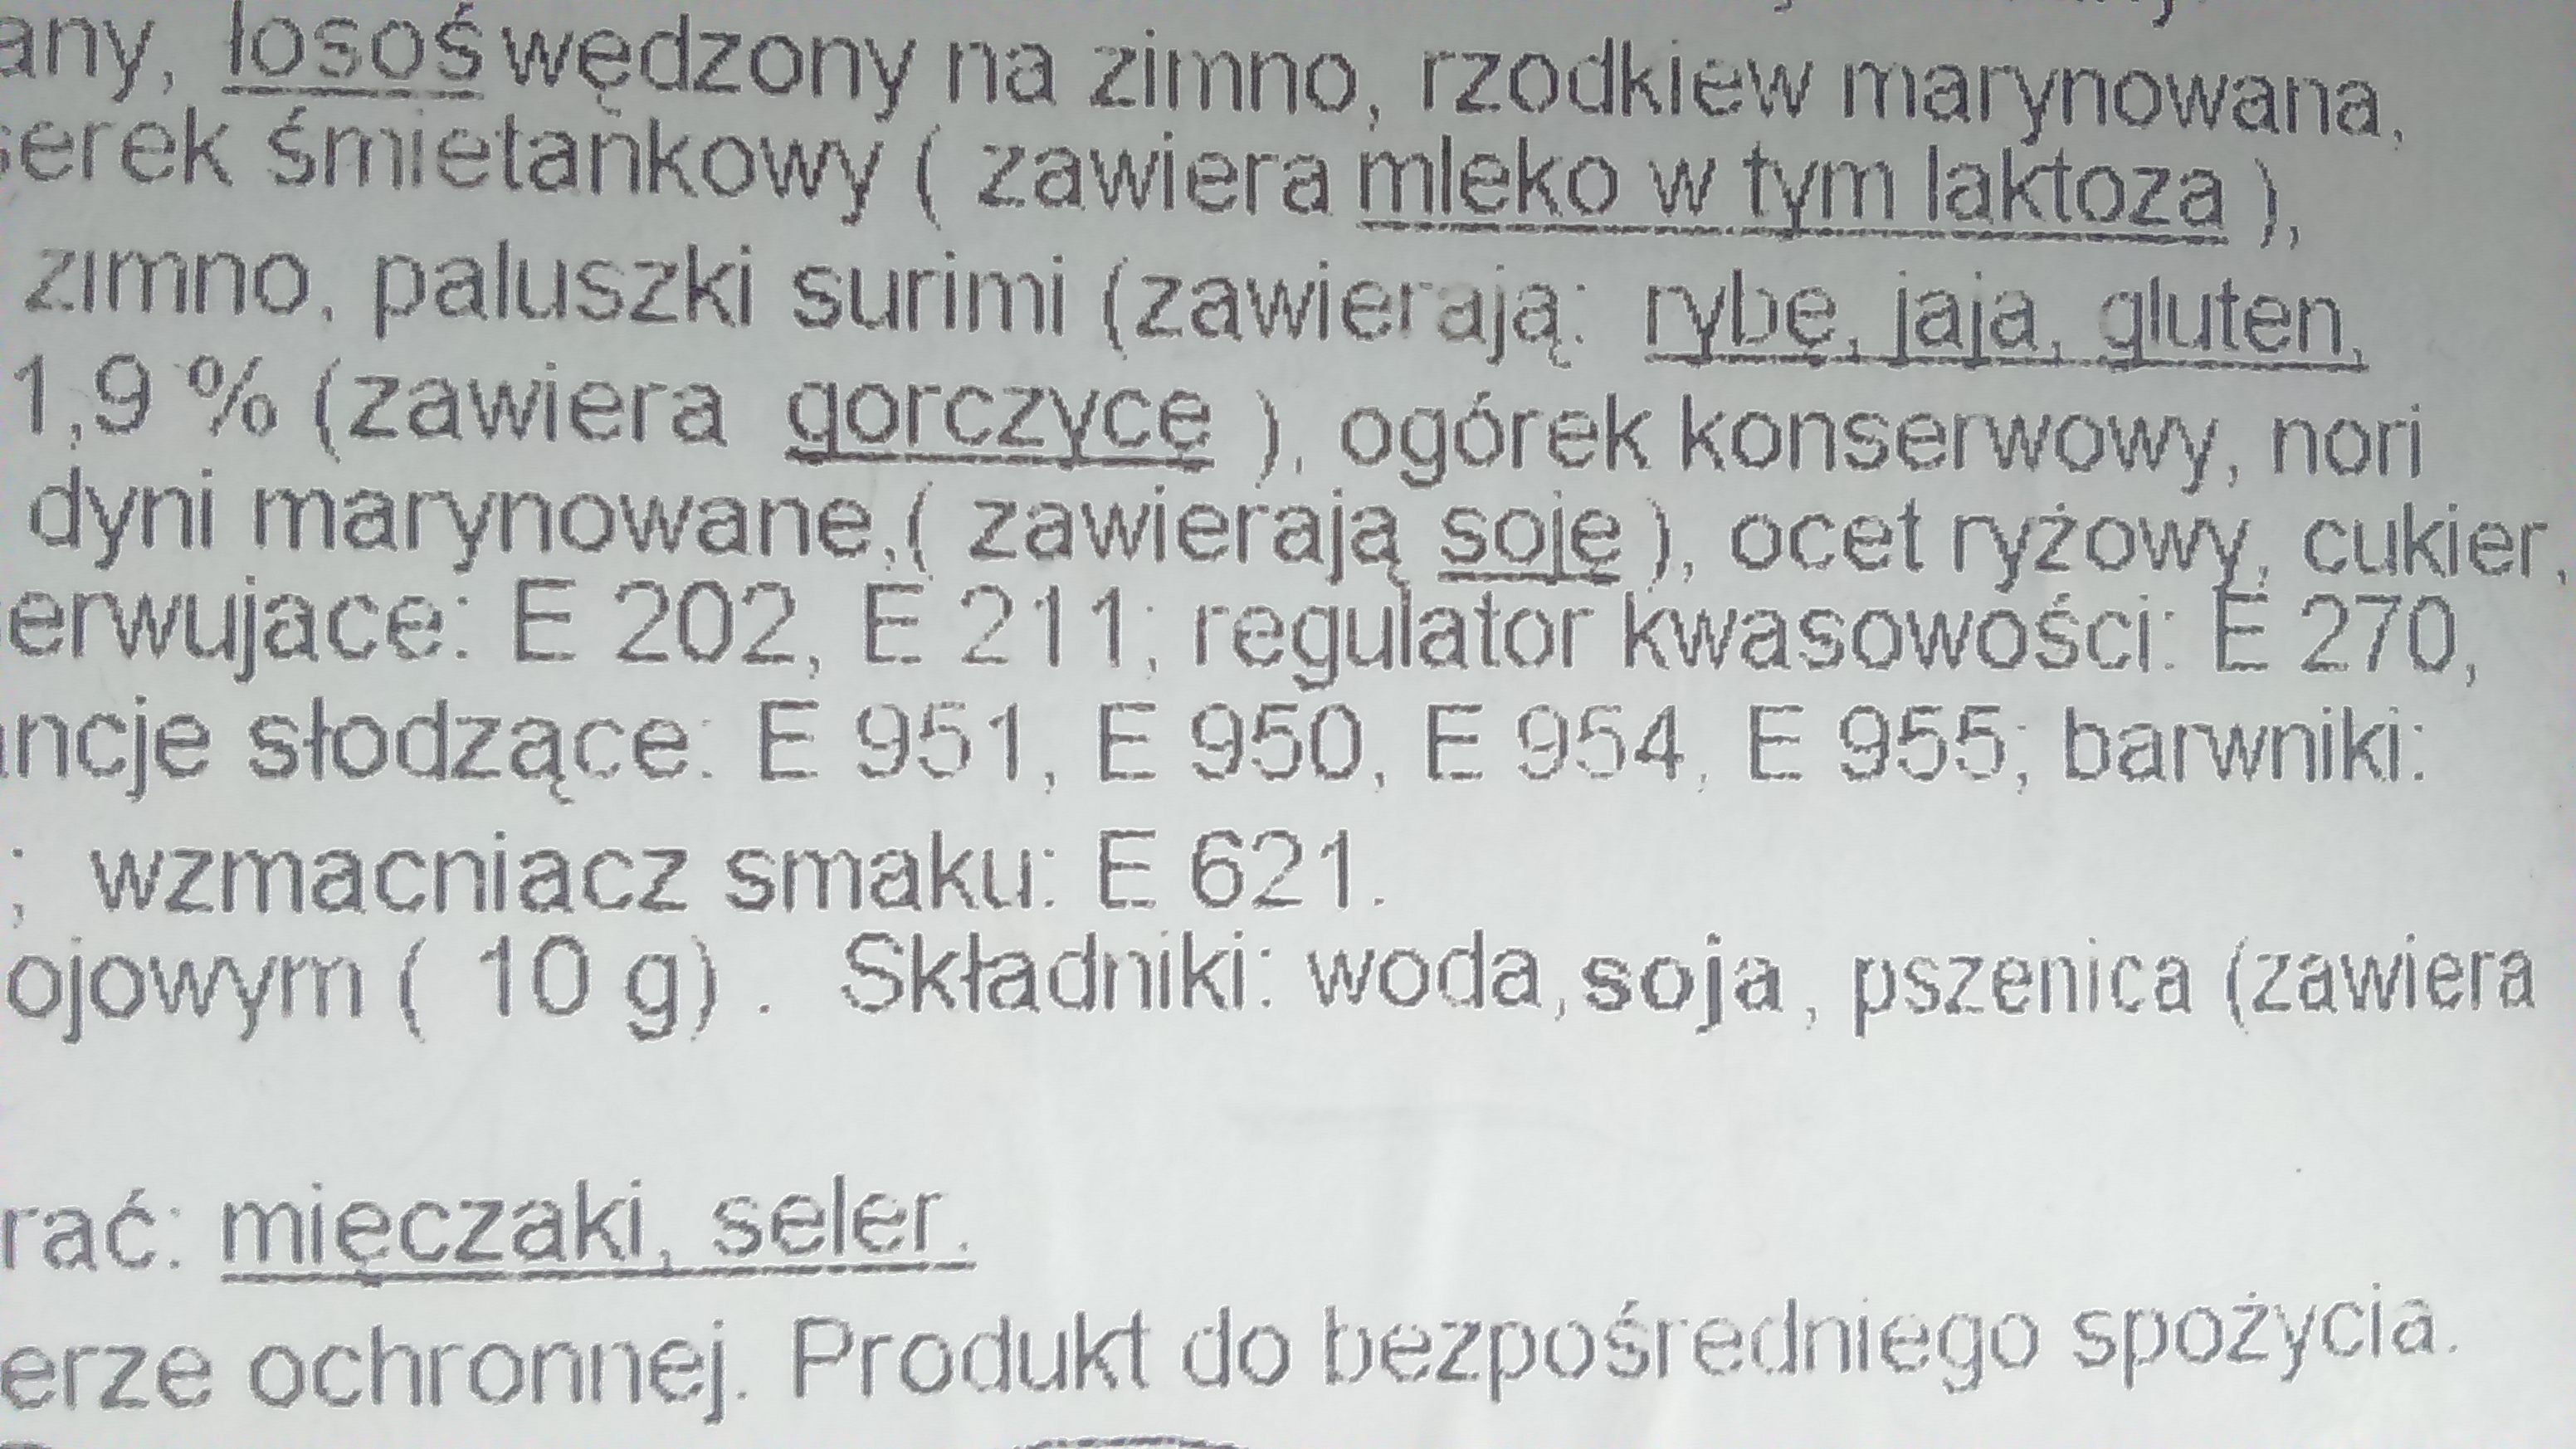 any, łosoś wędzony na zimno, rzodkiew marynowana,
serek śmietankowy ( zawiera mleko w tym laktoza ),
zimno, paluszki surimi (zawierają: rybę, jaja, gluten,
1,9 % (zawiera gorczycę ), ogórek konserwowy, nori
dyni marynowane,( zawierają soję ), ocet ryżowy, cukier,
erwujace: E 202, E 211; regulator kwasowości: E 270,
ncje słodzące: E 951, E 950, E 954, E 955; barwniki:
; wzmacniacz smaku: E 621.
ojowym ( 10 g) . Składniki: woda, soja, pszenica (zawiera
rać: mięczaki, seler.
erze ochronnej. Produkt do bezpośredniego spożycia.